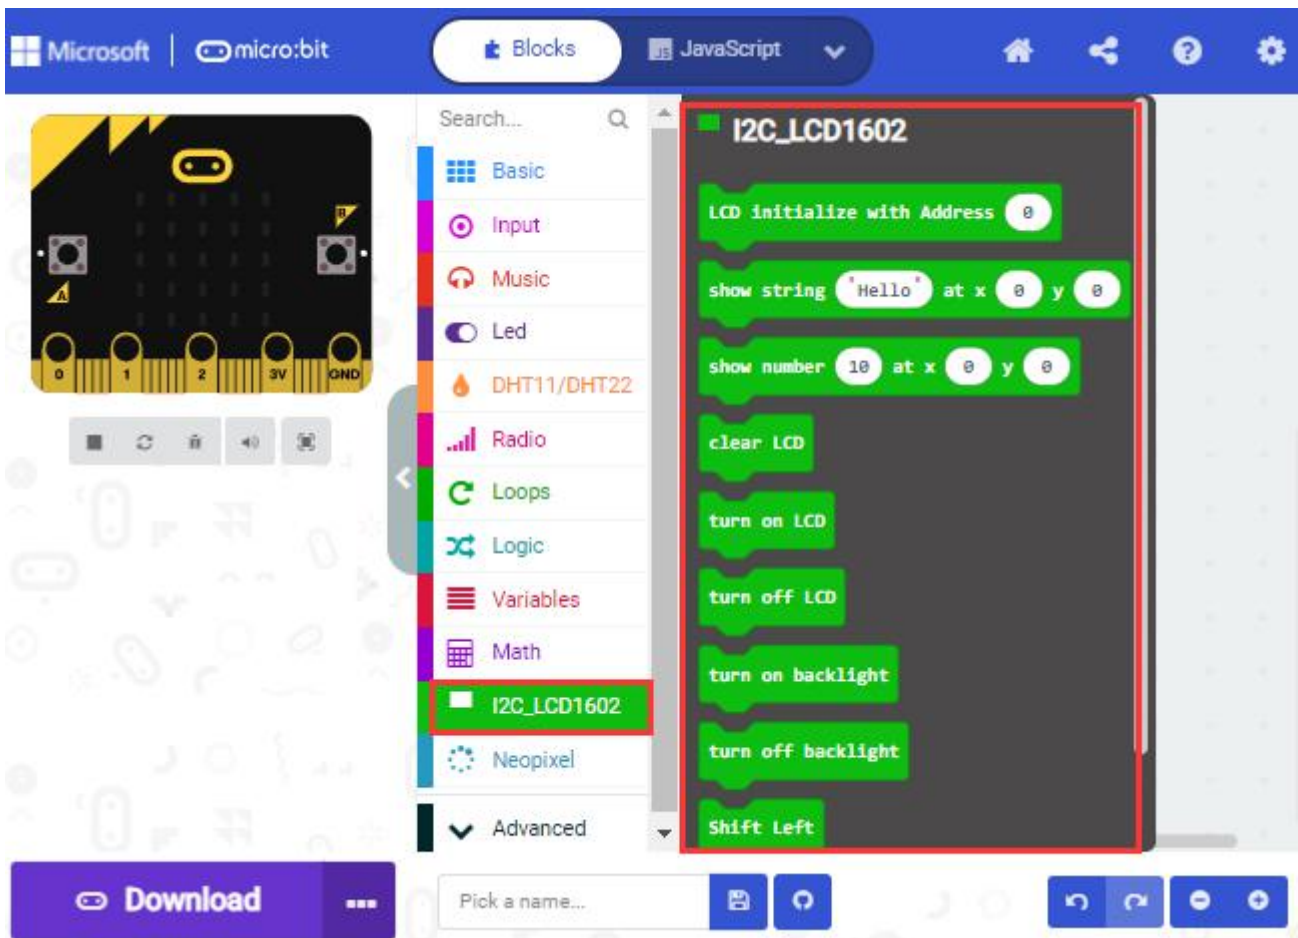 Microsoft | micro:bit
Blocks
JS JavaScript
B
A
0 1 2 3V GND
Search...
Basic
Input
Music
Led
DHT11/DHT22
Radio
Loops
Logic
Variables
Math
I2C_LCD1602
Neopixel
Advanced
I2C_LCD1602
LCD initialize with Address 0
show string "Hello" at x 0 y 0
show number 10 at x 0 y 0
clear LCD
turn on LCD
turn off LCD
turn on backlight
turn off backlight
Shift Left
Download ...
Pick a name...